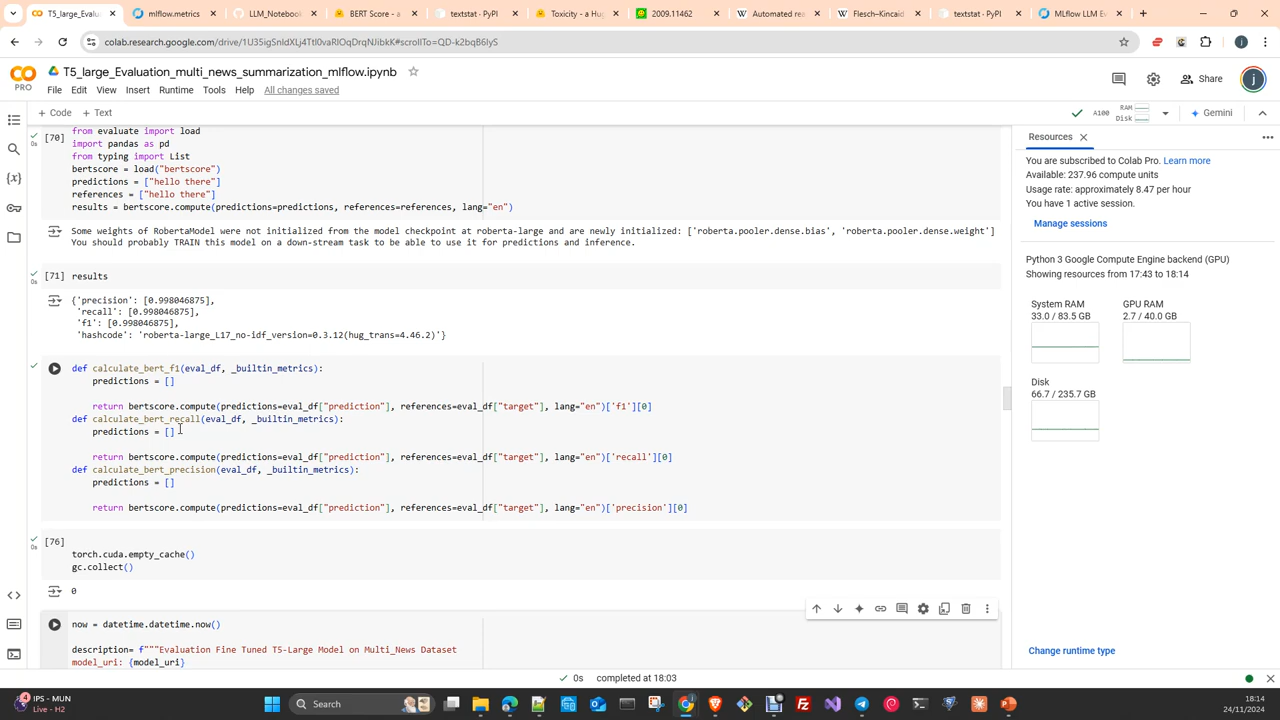 T5_large_Evaluation_mu
mlflow.metrics
LLM_Notebook
BERT Score - a
textstat - PyPI
Toxicity - a Hug
2009.11462
Automated rea
Flesch–Kincaid
textstat - PyPI
MLflow LLM Ev
colab.research.google.com/drive/
T5_large_Evaluation_multi_news_summarization_mlflow.ipynb
PRO
File Edit View Insert Runtime Tools Help All changes saved
Share
j
+ Code + Text
A100 RAM Disk
Gemini
[70]
0s
from evaluate import load
import pandas as pd
from typing import List
bertscore = load("bertscore")
predictions = ["hello there"]
references = ["hello there"]
results = bertscore.compute(predictions=predictions, references=references, lang="en")
Some weights of RobertaModel were not initialized from the model checkpoint at roberta-large and are newly initialized: ['roberta.pooler.dense.bias', 'roberta.pooler.dense.weight']
You should probably TRAIN this model on a down-stream task to be able to use it for predictions and inference.
[71] results
0s
{'precision': [0.998046875],
'recall': [0.998046875],
'f1': [0.998046875],
'hashcode': 'roberta-large_L17_no-idf_version=0.3.12(hug_trans=4.46.2)'}
def calculate_bert_f1(eval_df, _builtin_metrics):
predictions = []
return bertscore.compute(predictions=eval_df["prediction"], references=eval_df["target"], lang="en")['f1'][0]
def calculate_bert_recall(eval_df, _builtin_metrics):
predictions = []
return bertscore.compute(predictions=eval_df["prediction"], references=eval_df["target"], lang="en")['recall'][0]
def calculate_bert_precision(eval_df, _builtin_metrics):
predictions = []
return bertscore.compute(predictions=eval_df["prediction"], references=eval_df["target"], lang="en")['precision'][0]
[76]
0s
torch.cuda.empty_cache()
gc.collect()
0
now = datetime.datetime.now()
description= f"""Evaluation Fine Tuned T5-Large Model on Multi_News Dataset
model_uri: {model_uri}
Resources
You are subscribed to Colab Pro. Learn more
Available: 237.96 compute units
Usage rate: approximately 8.47 per hour
You have 1 active session.
Manage sessions
Python 3 Google Compute Engine backend (GPU)
Showing resources from 17:43 to 18:14
System RAM
33.0 / 83.5 GB
GPU RAM
2.7 / 40.0 GB
Disk
66.7 / 235.7 GB
Change runtime type
0s completed at 18:03
IPS - MUN
Live - H2
Search
18:14
24/11/2024